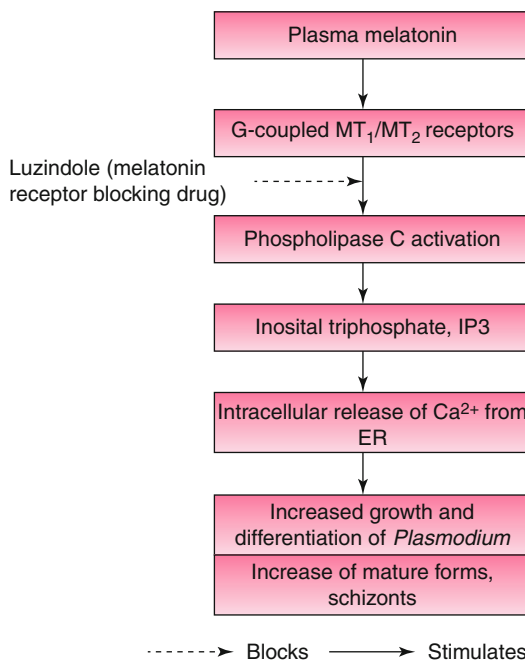 Plasma melatonin
G-coupled MT₁/MT₂ receptors
Luzindole (melatonin
receptor blocking drug)
Phospholipase C activation
Inosital triphosphate, IP3
Intracellular release of Ca²⁺ from
ER
Increased growth and
differentiation of Plasmodium
Increase of mature forms,
schizonts
Blocks Stimulates